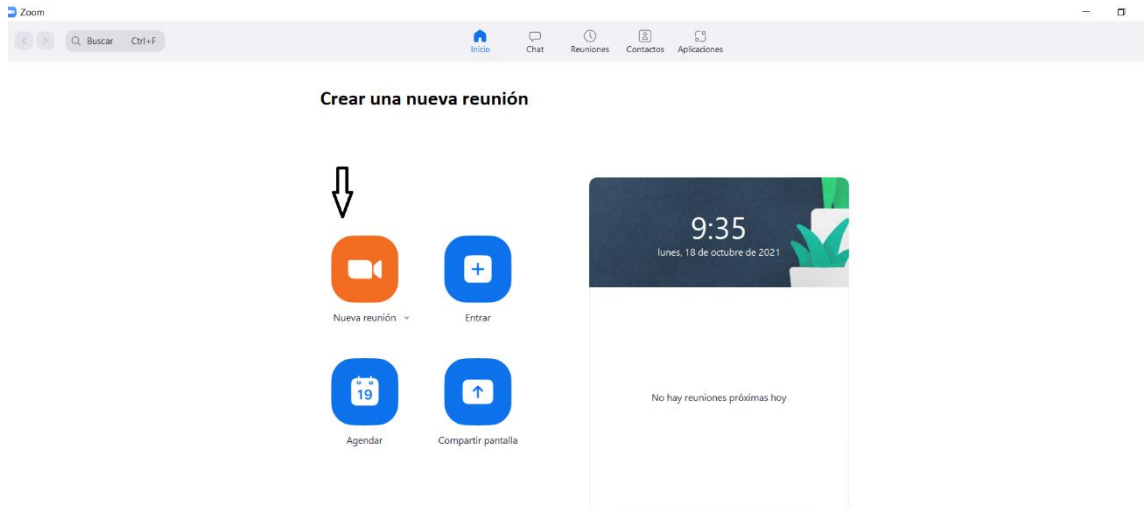 Zoom
Buscar Ctrl+F
Inicio Chat Reuniones Contactos Aplicaciones
Crear una nueva reunión
9:35
lunes, 18 de octubre de 2021
Nueva reunión Entrar
19
Agendar Compartir pantalla
No hay reuniones próximas hoy